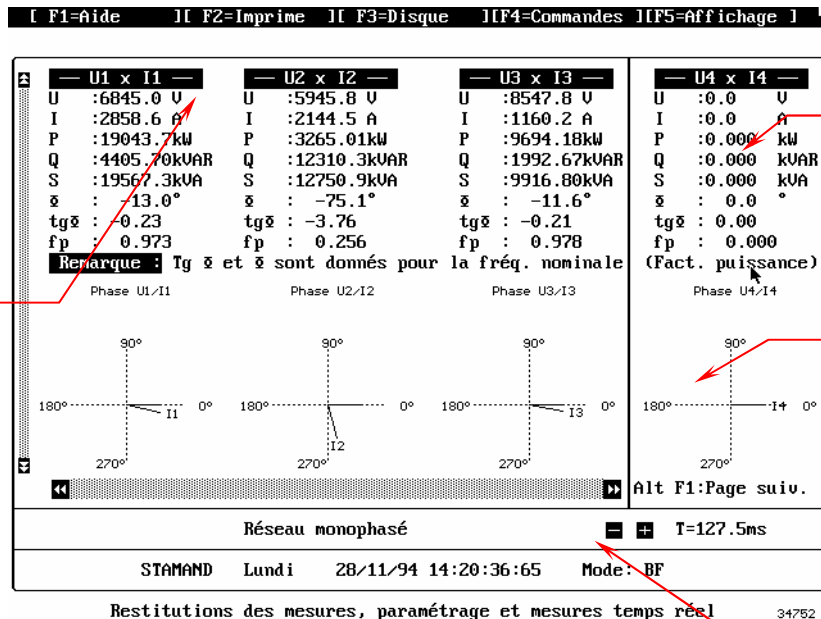 [ F1=Aide ][ F2=Imprime ][ F3=Disque ][F4=Commandes ][F5=Affichage ]
— U1 x I1 — — U2 x I2 — — U3 x I3 — — U4 x I4 —
U :6845.0 V U :5945.8 V U :8547.8 V U :0.0 V
I :2858.6 A I :2144.5 A I :1160.2 A I :0.0 A
P :19043.7kW P :3265.01kW P :9694.18kW P :0.000 kW
Q :4405.70kVAR Q :12310.3kVAR Q :1992.67kVAR Q :0.000 kVAR
S :19567.3kVA S :12750.9kVA S :9916.80kVA S :0.000 kVA
Φ : -13.0° Φ : -75.1° Φ : -11.6° Φ : 0.0 °
tgΦ : -0.23 tgΦ : -3.76 tgΦ : -0.21 tgΦ : 0.00
fp : 0.973 fp : 0.256 fp : 0.978 fp : 0.000
Remarque : Tg Φ et Φ sont donnés pour la fréq. nominale (Fact. puissance)
Phase U1/I1 Phase U2/I2 Phase U3/I3 Phase U4/I4
90° 90° 90° 90°
180° I1 0° 180° 0° 180° I3 0° 180° I4 0°
I2
270° 270° 270° 270°
Alt F1:Page suiv.
Réseau monophasé - + T=127.5ms
STAMAND Lundi 28/11/94 14:20:36:65 Mode: BF
Restitutions des mesures, paramétrage et mesures temps réel 34752